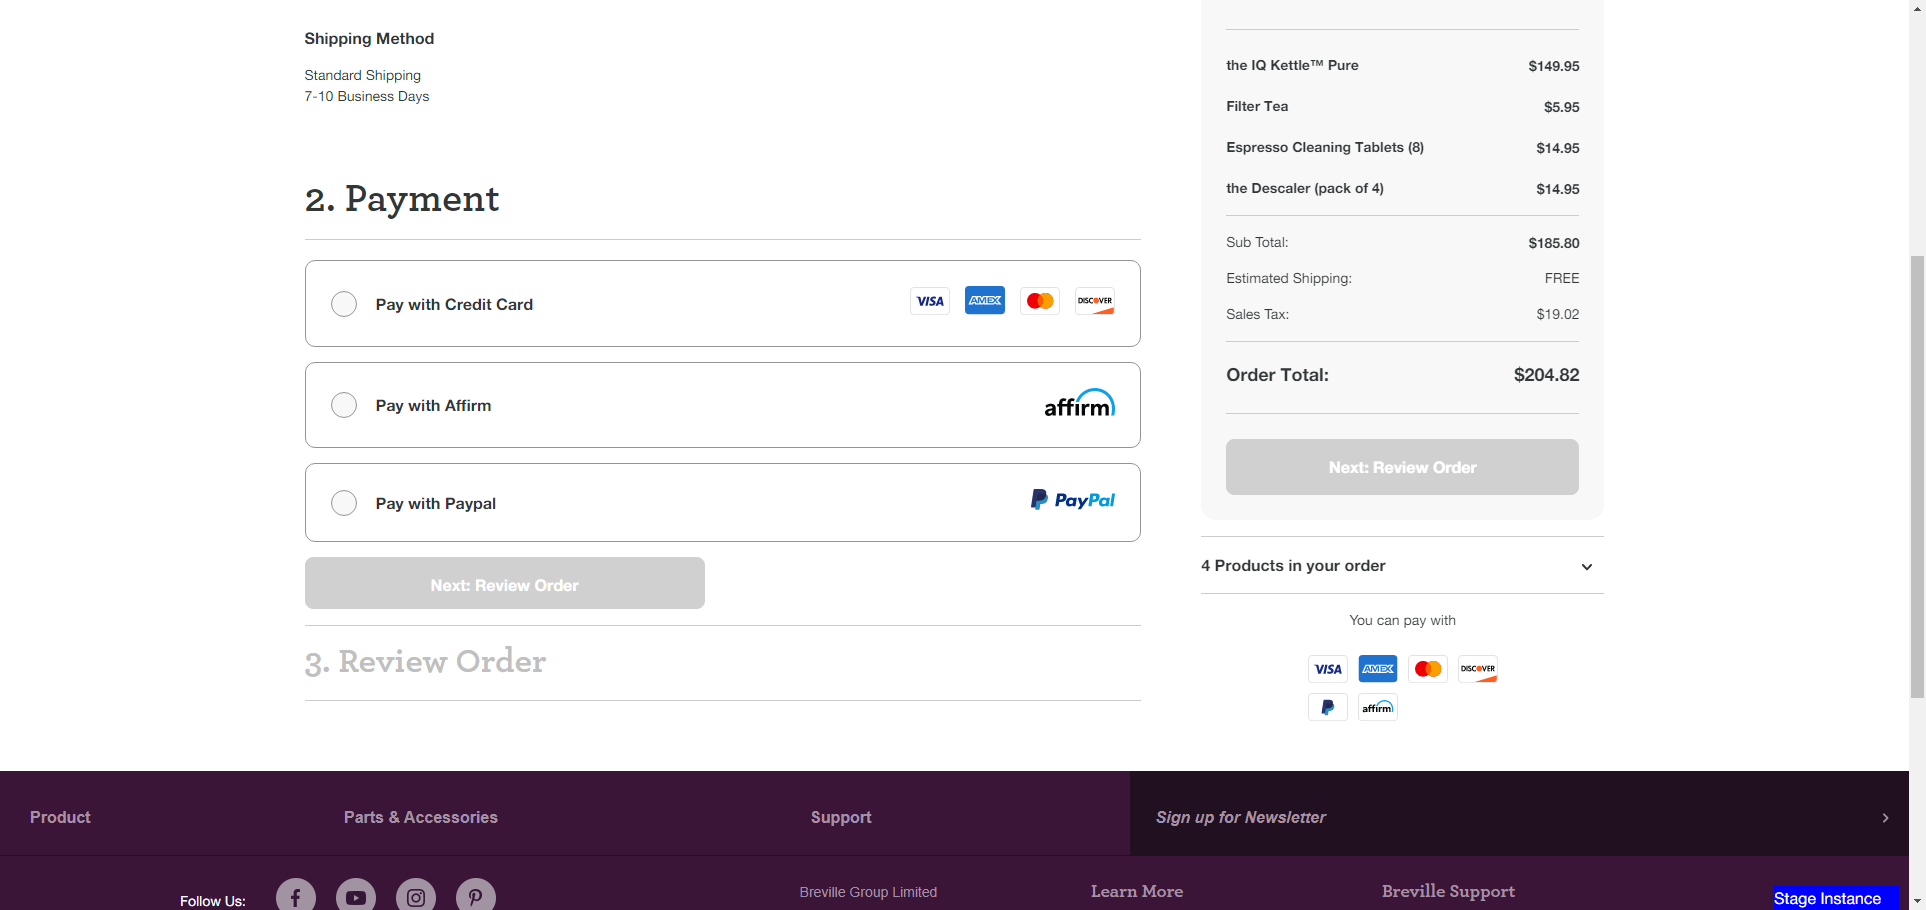 Shipping Method
Standard Shipping
7-10 Business Days
2. Payment
Pay with Credit Card
VISA AMEX DISCOVER
Pay with Affirm
affirm
Pay with Paypal
PayPal
Next: Review Order
3. Review Order
the IQ Kettle™ Pure $149.95
Filter Tea $5.95
Espresso Cleaning Tablets (8) $14.95
the Descaler (pack of 4) $14.95
Sub Total: $185.80
Estimated Shipping: FREE
Sales Tax: $19.02
Order Total: $204.82
Next: Review Order
4 Products in your order
You can pay with
VISA AMEX DISCOVER
affirm
Product Parts & Accessories Support Sign up for Newsletter
Follow Us: Breville Group Limited Learn More Breville Support
Stage Instance